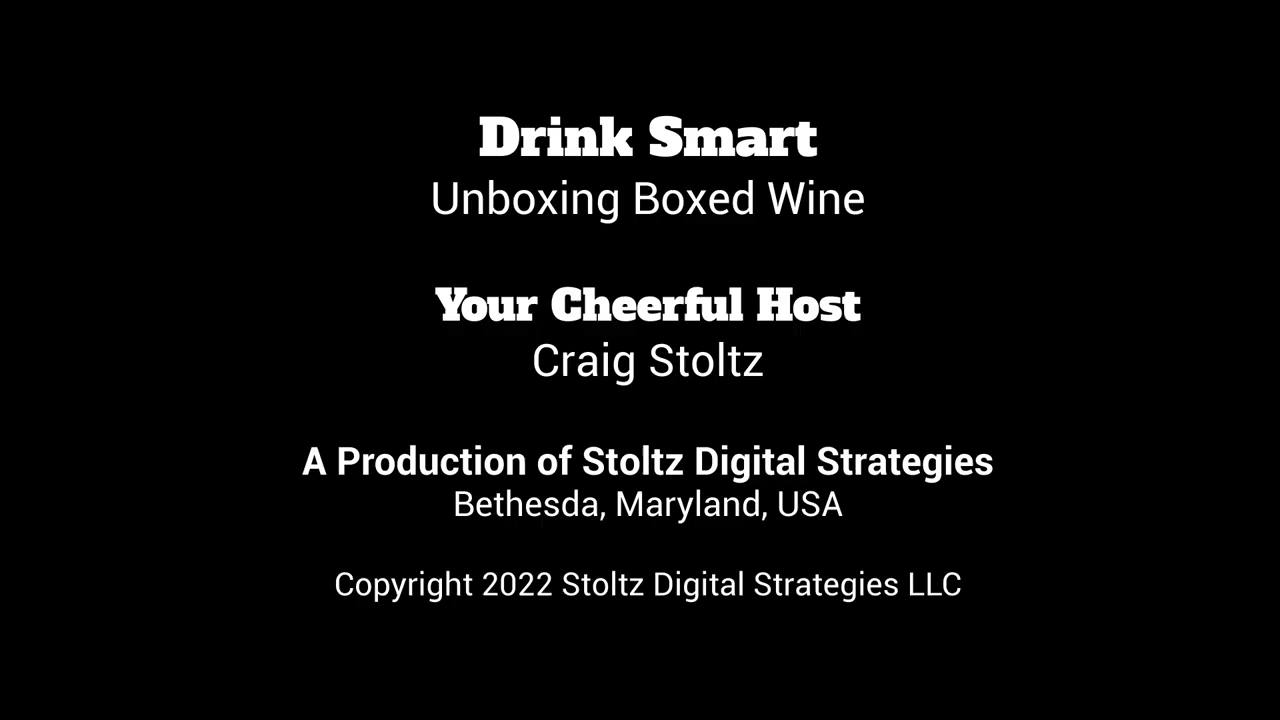 Drink Smart
Unboxing Boxed Wine
Your Cheerful Host
Craig Stoltz
A Production of Stoltz Digital Strategies
Bethesda, Maryland, USA
Copyright 2022 Stoltz Digital Strategies LLC